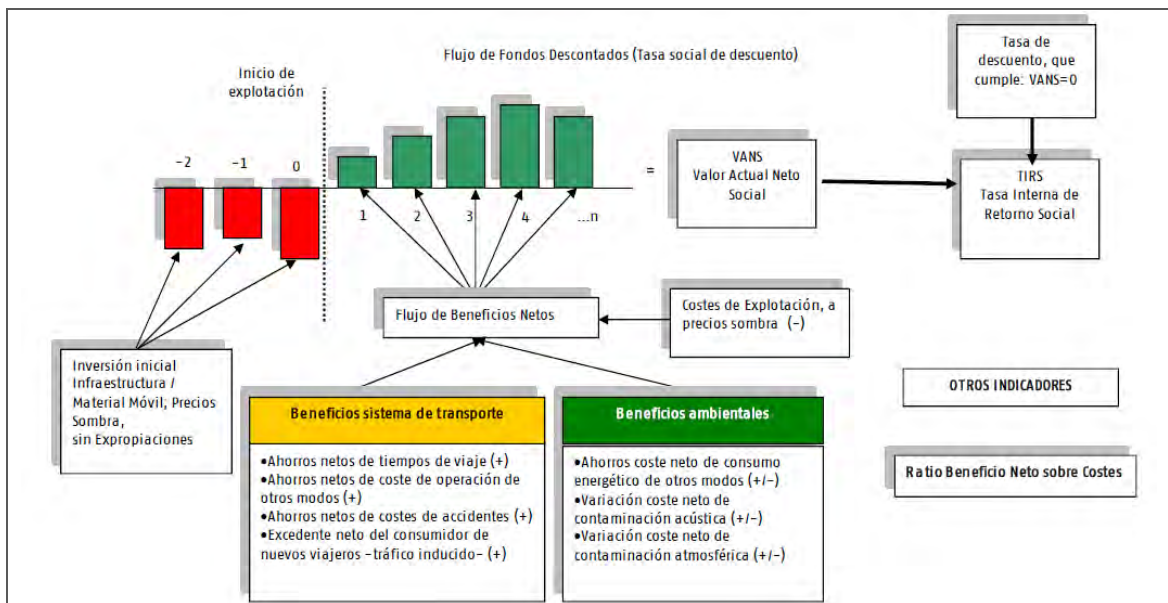 Flujo de Fondos Descontados (Tasa social de descuento)
Inicio de
explotación
Tasa de
descuento, que
cumple: VANS=0
-2
-1
0
1
2
3
4
...n
=
VANS
Valor Actual Neto
Social
TIRS
Tasa Interna de
Retorno Social
Flujo de Beneficios Netos
Costes de Explotación, a
precios sombra (-)
Inversión inicial
Infraestructura /
Material Móvil; Precios
Sombra,
sin Expropiaciones
Beneficios sistema de transporte
•Ahorros netos de tiempos de viaje (+)
•Ahorros netos de coste de operación de
otros modos (+)
•Ahorros netos de costes de accidentes (+)
•Excedente neto del consumidor de
nuevos viajeros -tráfico inducido- (+)
Beneficios ambientales
•Ahorros coste neto de consumo
energético de otros modos (+/-)
•Variación coste neto de
contaminación acústica (+/-)
•Variación coste neto de
contaminación atmosférica (+/-)
OTROS INDICADORES
Ratio Beneficio Neto sobre Costes